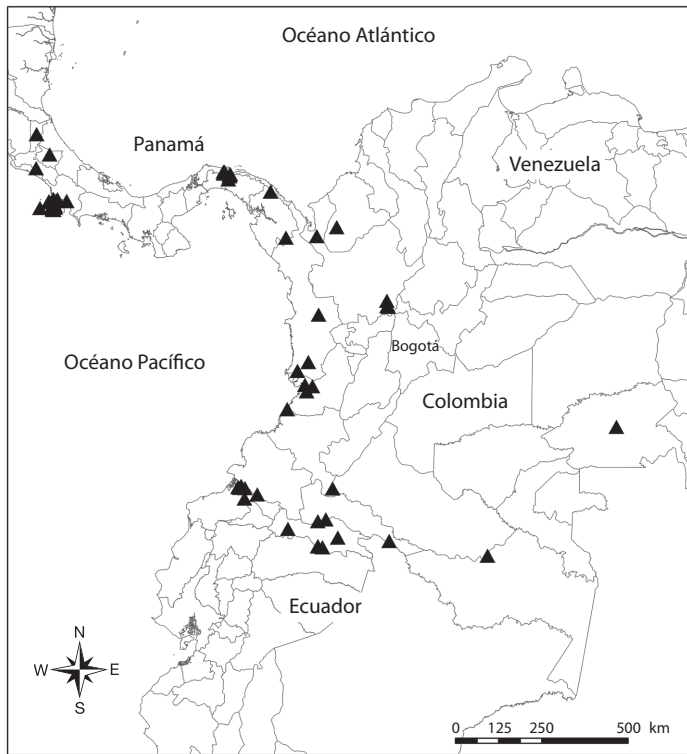 Océano Atlántico
Panamá
Venezuela
Océano Pacífico
Bogotá
Colombia
Ecuador
N
W E
S
0 125 250 500 km